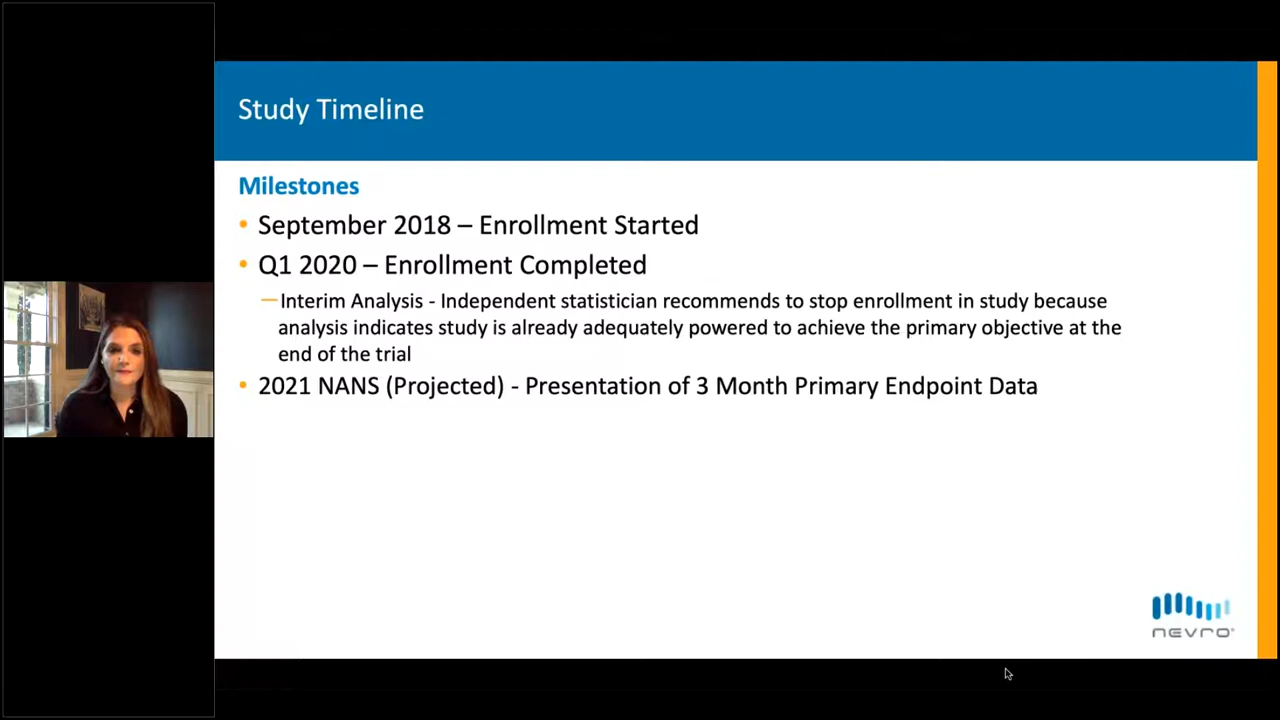 Study Timeline
Milestones
• September 2018 – Enrollment Started
• Q1 2020 – Enrollment Completed
—Interim Analysis - Independent statistician recommends to stop enrollment in study because
analysis indicates study is already adequately powered to achieve the primary objective at the
end of the trial
• 2021 NANS (Projected) - Presentation of 3 Month Primary Endpoint Data
nevro®